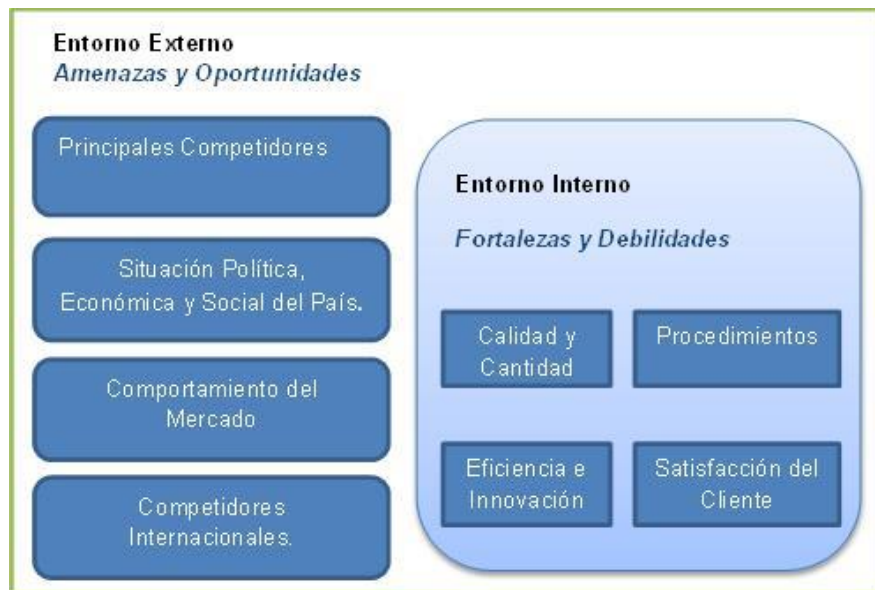 Entorno Externo
Amenazas y Oportunidades
Principales Competidores
Situación Política,
Económica y Social del País.
Comportamiento del
Mercado
Competidores
Internacionales.
Entorno Interno
Fortalezas y Debilidades
Calidad y
Cantidad
Procedimientos
Eficiencia e
Innovación
Satisfacción del
Cliente